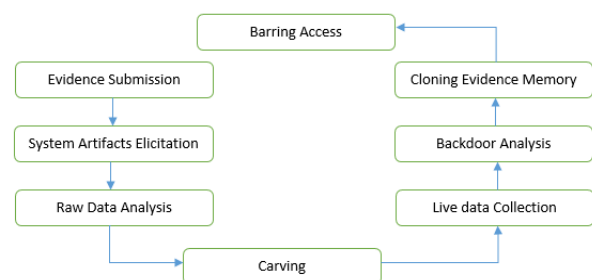 Barring Access
Evidence Submission
Cloning Evidence Memory
System Artifacts Elicitation
Backdoor Analysis
Raw Data Analysis
Live data Collection
Carving